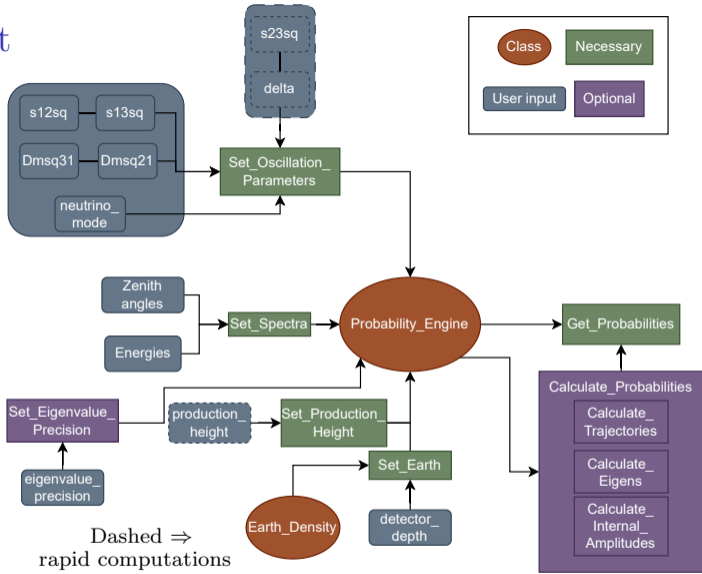 t
s23sq
delta
Class
Necessary
User input
Optional
s12sq
s13sq
Dmsq31
Dmsq21
neutrino_
mode
Set_Oscillation_
Parameters
Zenith
angles
Energies
Set_Spectra
Probability_Engine
Get_Probabilities
Set_Eigenvalue_
Precision
eigenvalue_
precision
production_
height
Set_Production_
Height
Set_Earth
Earth_Density
detector_
depth
Calculate_Probabilities
Calculate_
Trajectories
Calculate_
Eigens
Calculate_
Internal_
Amplitudes
Dashed ⇒
rapid computations